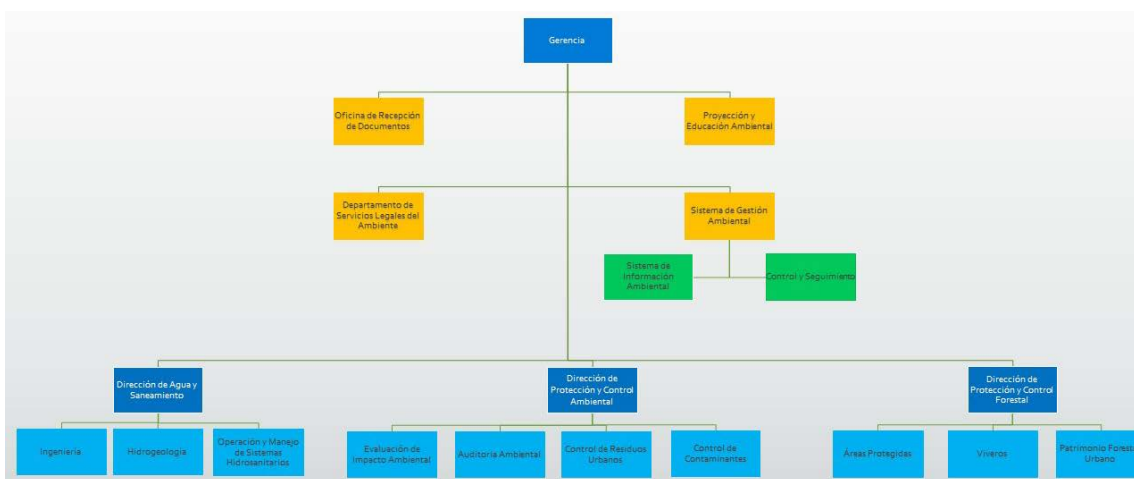 Gerencia
Oficina de Recepción
de Documentos
Proyección y
Educación Ambiental
Departamento de
Servicios Legales del
Ambiente
Sistema de Gestión
Ambiental
Sistema de
Información
Ambiental
Control y Seguimiento
Dirección de Agua y
Saneamiento
Dirección de
Protección y Control
Ambiental
Dirección de
Protección y Control
Forestal
Ingeniería
Hidrogeología
Operación y Manejo
de Sistemas
Hidrosanitarios
Evaluación de
Impacto Ambiental
Auditoria Ambiental
Control de Residuos
Urbanos
Control de
Contaminantes
Áreas Protegidas
Viveros
Patrimonio Foresta
Urbano